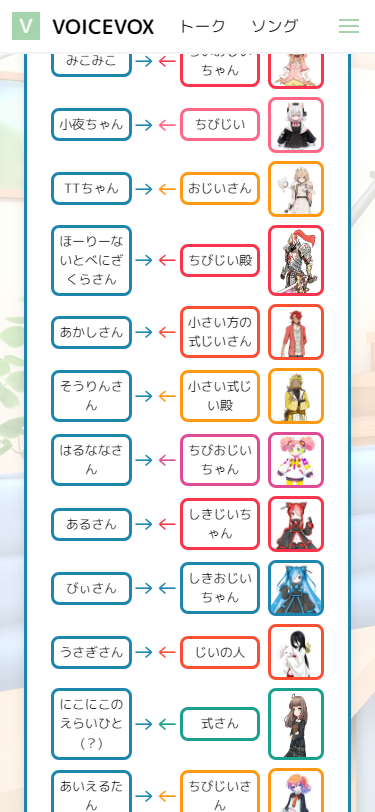 V VOICEVOX トーク ソング
みこみこ → ← ちいおじい
ちゃん
小夜ちゃん → ← ちびじい
TTちゃん → ← おじいさん
ほーりーな
いとべにざ
くらさん → ← ちびじい殿
あかしさん → ← 小さい方の
式じいさん
そうりんさ
ん → ← 小さい式じ
い殿
はるななさ
ん → ← ちびおじい
ちゃん
あるさん → ← しきじいち
ゃん
びぃさん → ← しきおじい
ちゃん
うさぎさん → ← じいの人
にこにこの
えらいひと
(？) → ← 式さん
あいえるた
ん → ← ちびじいさ
ん